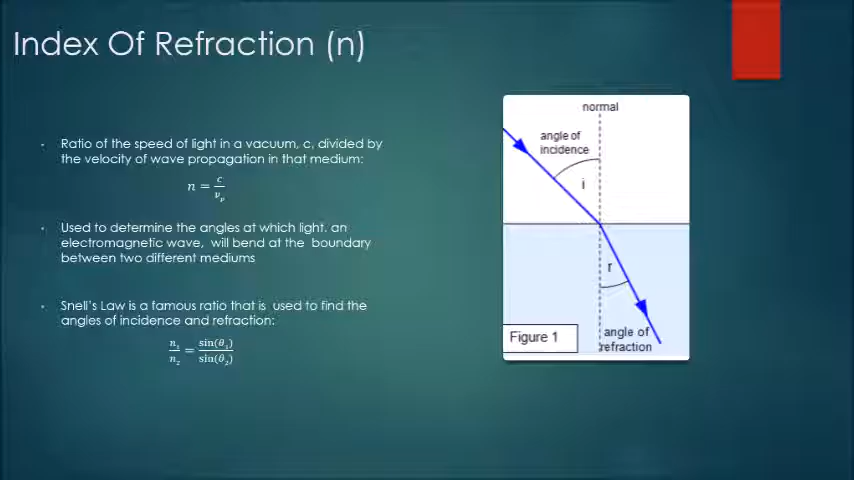 Index Of Refraction (n)
Ratio of the speed of light in a vacuum, c, divided by
the velocity of wave propagation in that medium:
n = c/vₚ
Used to determine the angles at which light. an
electromagnetic wave, will bend at the boundary
between two different mediums
Snell's Law is a famous ratio that is used to find the
angles of incidence and refraction:
n₁/n₂ = sin(θ₁)/sin(θ₂)
normal
angle of
incidence
i
r
Figure 1
angle of
refraction